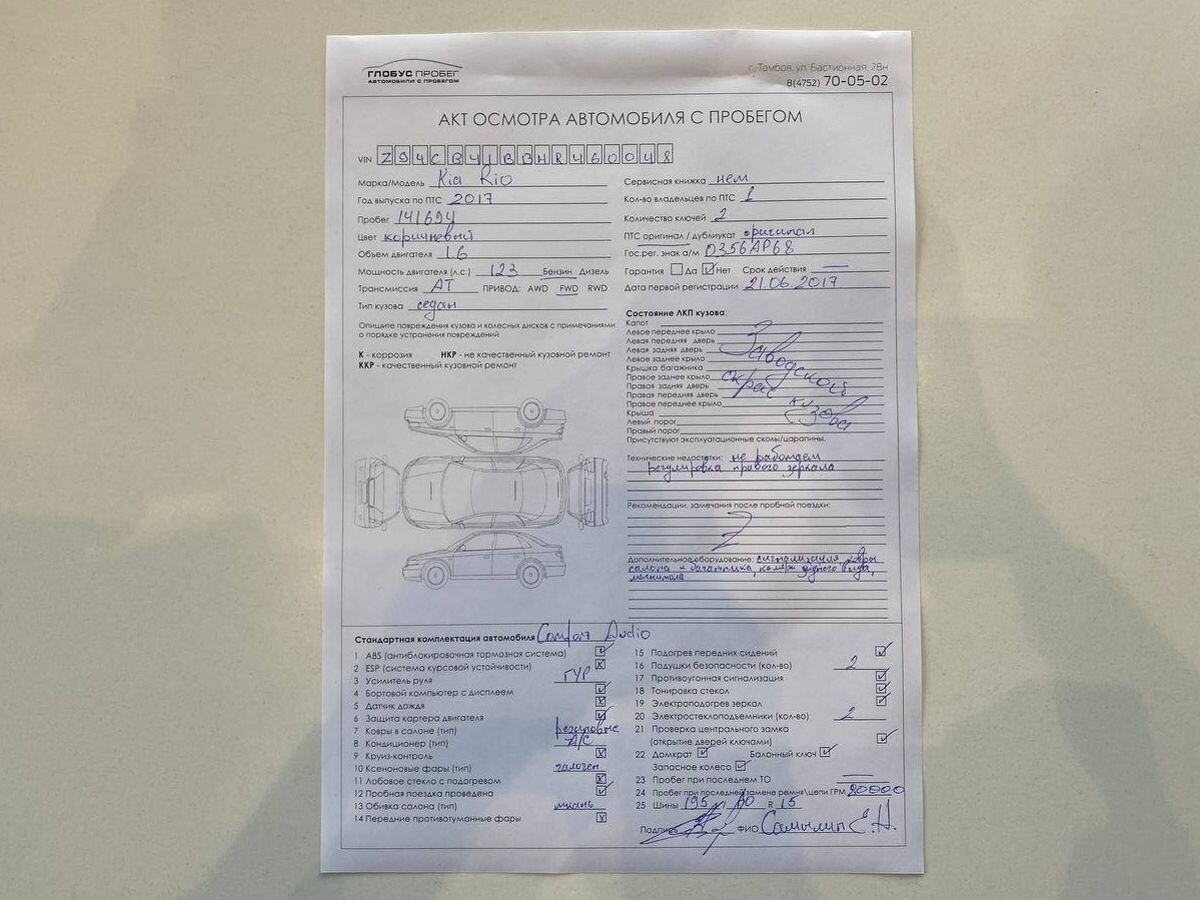 ГЛОБУС ПРОБЕГ
АВТОМОБИЛИ С ПРОБЕГОМ
г. Тамбов, ул. Бастионная, 28н
8(4752) 70-05-02
АКТ ОСМОТРА АВТОМОБИЛЯ С ПРОБЕГОМ
VIN Z94CB41BBHR460048
Марка/Модель Kia Rio
Год выпуска по ПТС 2017
Пробег 141694
Цвет коричневый
Объем двигателя 1.6
Мощность двигателя (л.с.) 123 Бензин Дизель
Трансмиссия АТ ПРИВОД: AWD FWD RWD
Тип кузова седан
Опишите повреждения кузова и колесных дисков с примечаниями
о порядке устранения повреждений
К - коррозия НКР - не качественный кузовной ремонт
ККР - качественный кузовной ремонт
Сервисная книжка нет
Кол-во владельцев по ПТС 1
Количество ключей 2
ПТС оригинал / дубликат оригинал
Гос.рег. знак а/м О356АР68
Гарантия Да Нет Срок действия —
Дата первой регистрации 21.06.2017
Состояние ЛКП кузова:
Капот
Левое переднее крыло
Левая передняя дверь
Левая задняя дверь
Левое заднее крыло
Крышка багажника
Правое заднее крыло
Правая задняя дверь
Правая передняя дверь
Правое переднее крыло
Крыша
Левый порог
Правый порог
Заводской
окрас
кузова
Присутствуют эксплуатационные сколы/царапины.
Технические недостатки: не работает
регулировка правого зеркала
Рекомендации, замечания после пробной поездки:
Дополнительное оборудование: сигнализация, ковры
салона и багажника, камера заднего вида,
магнитола
Стандартная комплектация автомобиля Comfort Audio
1 ABS (антиблокировочная тормозная система)
2 ESP (система курсовой устойчивости)
3 Усилитель руля ГУР
4 Бортовой компьютер с дисплеем
5 Датчик дождя
6 Защита картера двигателя
7 Ковры в салоне (тип) резиновые
8 Кондиционер (тип) A/C
9 Круиз-контроль
10 Ксеноновые фары (тип) галоген
11 Лобовое стекло с подогревом
12 Пробная поездка проведена
13 Обивка салона (тип) ткань
14 Передние противотуманные фары
15 Подогрев передних сидений
16 Подушки безопасности (кол-во) 2
17 Противоугонная сигнализация
18 Тонировка стекол
19 Электроподогрев зеркал
20 Электростеклоподъемники (кол-во) 2
21 Проверка центрального замка
(открытие дверей ключами)
22 Домкрат Балонный ключ
Запасное колесо
23 Пробег при последнем ТО —
24 Пробег при последней замене ремня\цепи ГРМ 20000
25 Шины 195 / 60 R 15
Подпись ФИО Е.Н.